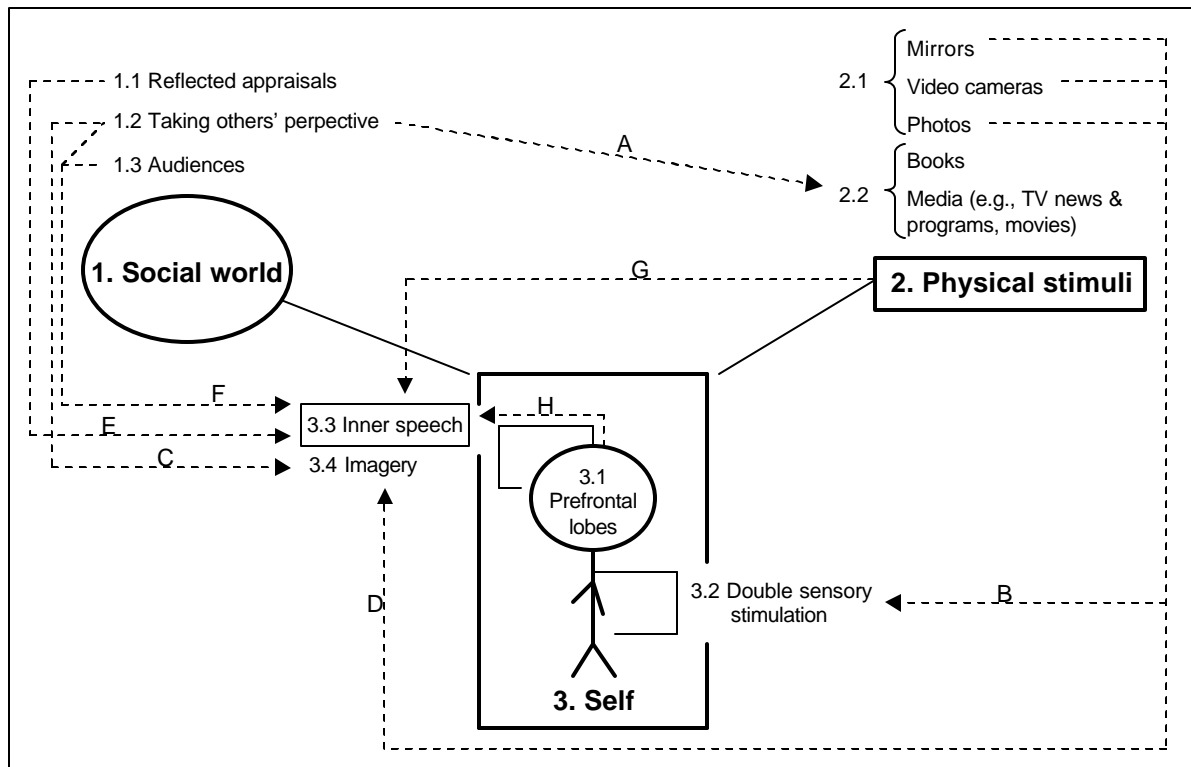 1.1 Reflected appraisals
1.2 Taking others' perpective
1.3 Audiences
A
2.1
Mirrors
Video cameras
Photos
2.2
Books
Media (e.g., TV news &
programs, movies)
1. Social world
G
2. Physical stimuli
F
E
C
H
3.3 Inner speech
3.4 Imagery
3.1
Prefrontal
lobes
D
3.2 Double sensory
stimulation
B
3. Self